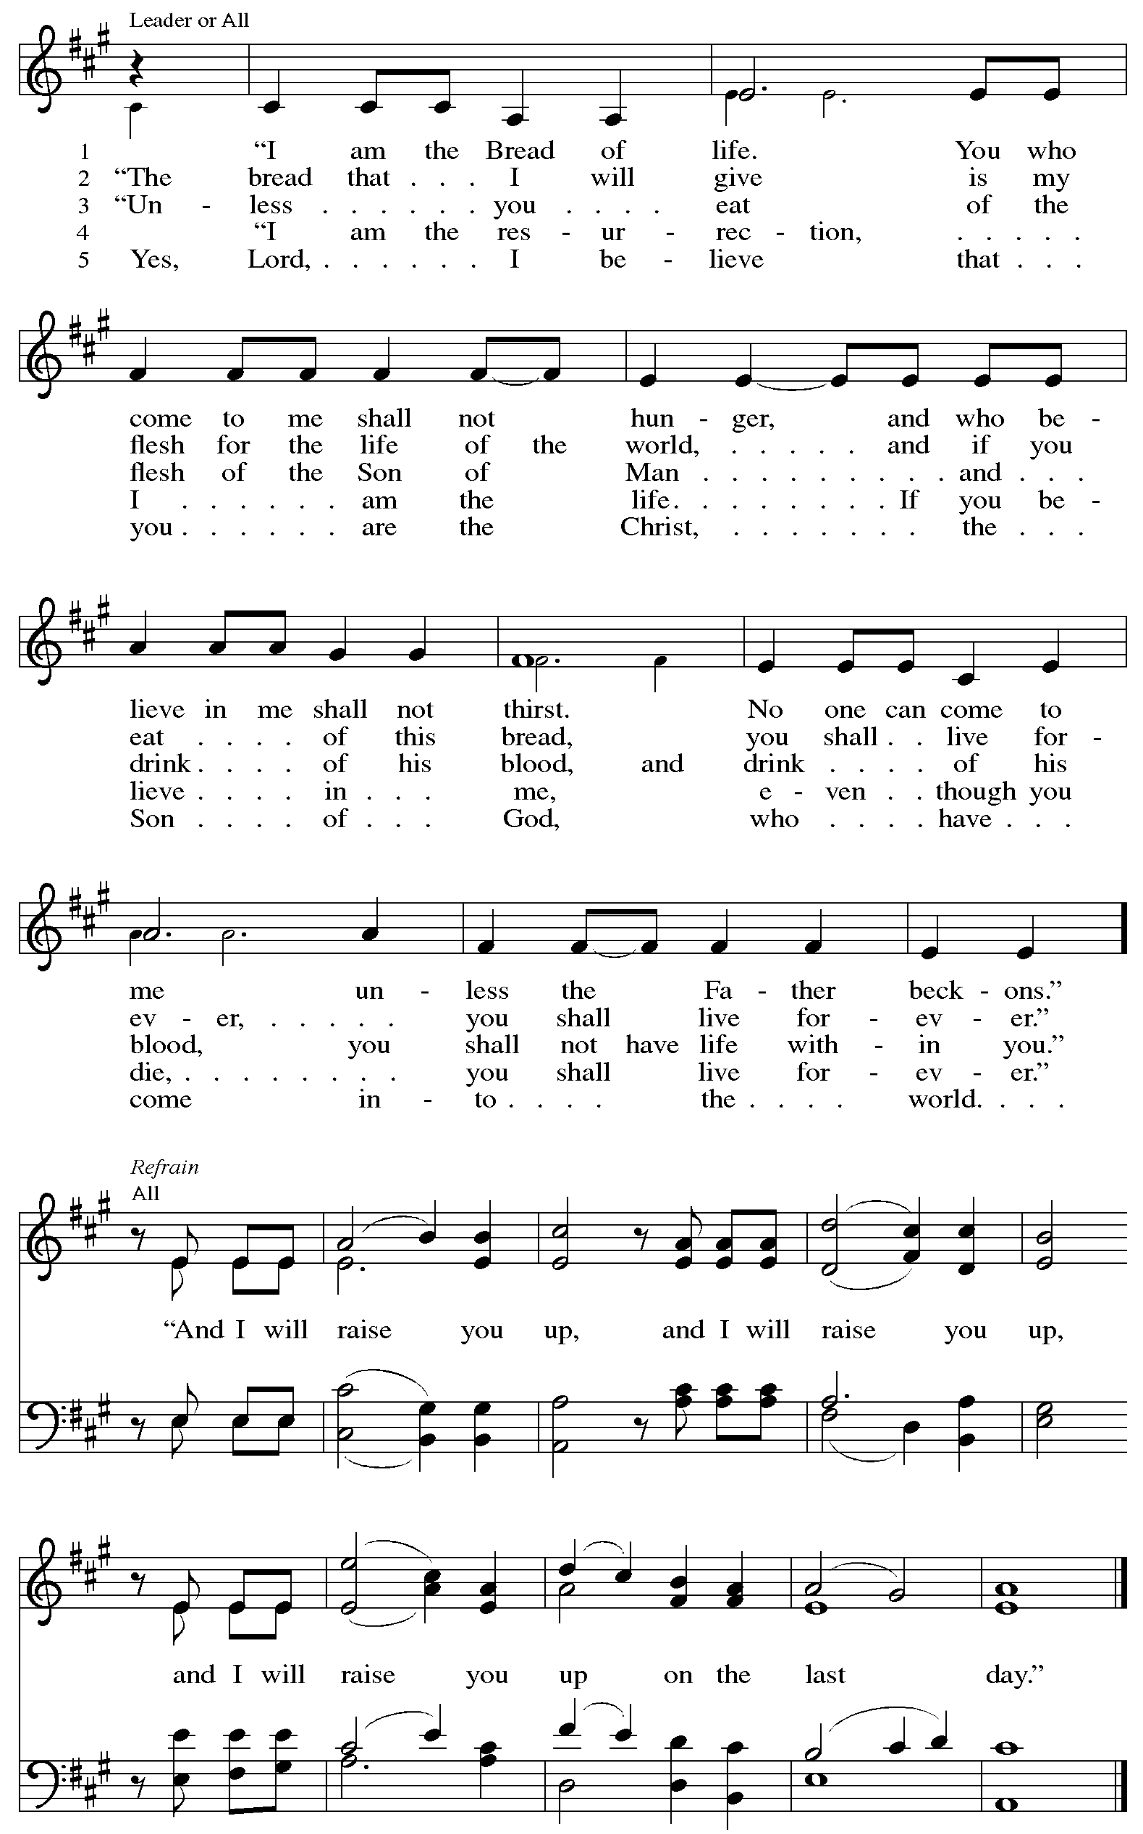 Leader or All
1 “I am the Bread of life. You who
2 “The bread that . . . I will give is my
3 “Un - less . . . . . . you . . . . eat of the
4 “I am the res - ur - rec - tion, . . . . .
5 Yes, Lord, . . . . . . I be - lieve that . . .
come to me shall not hun - ger, and who be -
flesh for the life of the world, . . . . . and if you
flesh of the Son of Man . . . . . . . . . and . . .
I . . . . . . am the life. . . . . . . . If you be -
you . . . . . . are the Christ, . . . . . . . the . . .
lieve in me shall not thirst. No one can come to
eat . . . . of this bread, you shall . . live for -
drink . . . . of his blood, and drink . . . . of his
lieve . . . . in . . . me, e - ven . . though you
Son . . . . of . . . God, who . . . . have . . .
me un - less the Fa - ther beck - ons.”
ev - er, . . . . . you shall live for - ev - er.”
blood, you shall not have life with - in you.”
die, . . . . . . . . you shall live for - ev - er.”
come in - to . . . . the . . . . world. . . .
Refrain
All
“And I will raise you up, and I will raise you up,
and I will raise you up on the last day.”